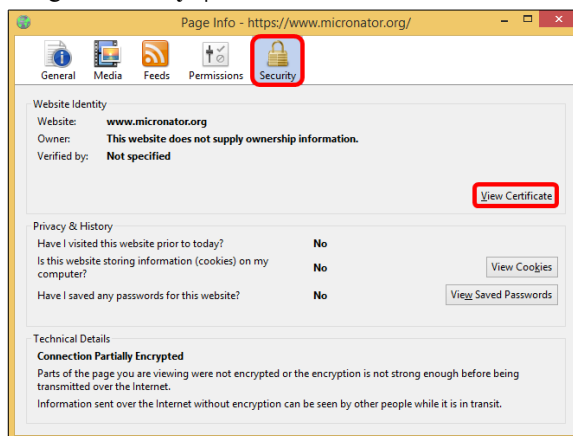 Page Info - https://www.micronator.org/
General Media Feeds Permissions Security
Website Identity
Website: www.micronator.org
Owner: This website does not supply ownership information.
Verified by: Not specified
View Certificate
Privacy & History
Have I visited this website prior to today? No
Is this website storing information (cookies) on my computer? No View Cookies
Have I saved any passwords for this website? No View Saved Passwords
Technical Details
Connection Partially Encrypted
Parts of the page you are viewing were not encrypted or the encryption is not strong enough before being
transmitted over the Internet.
Information sent over the Internet without encryption can be seen by other people while it is in transit.